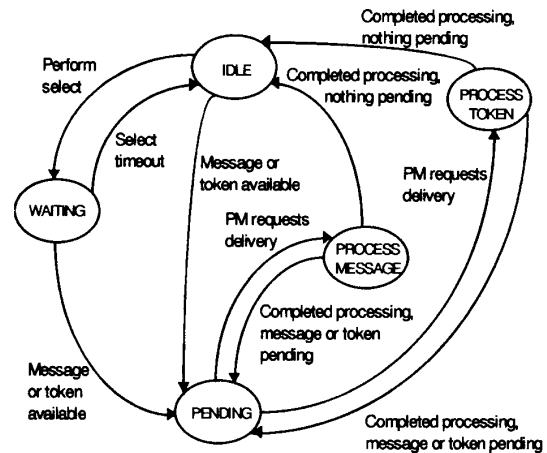 Completed processing,
nothing pending
Perform
select
IDLE
Completed processing,
nothing pending
PROCESS
TOKEN
Select
timeout
Message or
token available
PM requests
delivery
WAITING
PM requests
delivery
PROCESS
MESSAGE
Completed processing,
message or token
pending
Message
or token
available
PENDING
Completed processing,
message or token pending